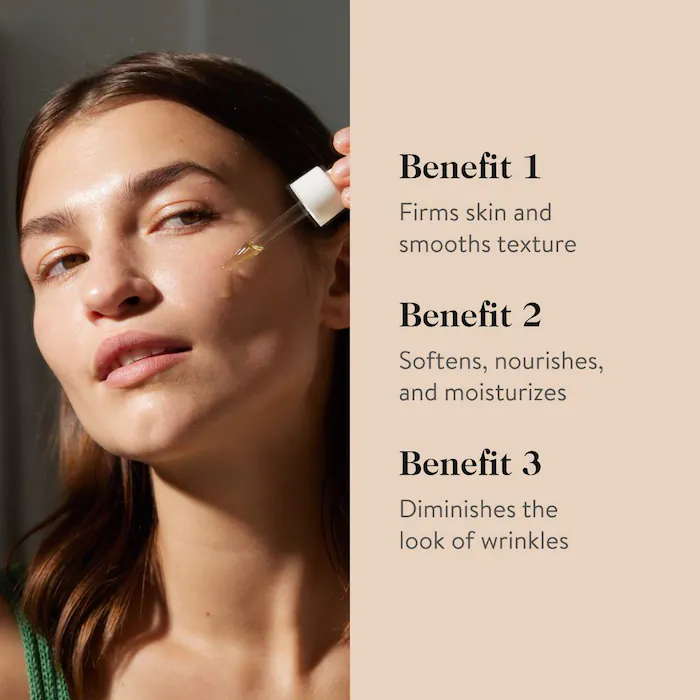 Benefit 1
Firms skin and
smooths texture
Benefit 2
Softens, nourishes,
and moisturizes
Benefit 3
Diminishes the
look of wrinkles